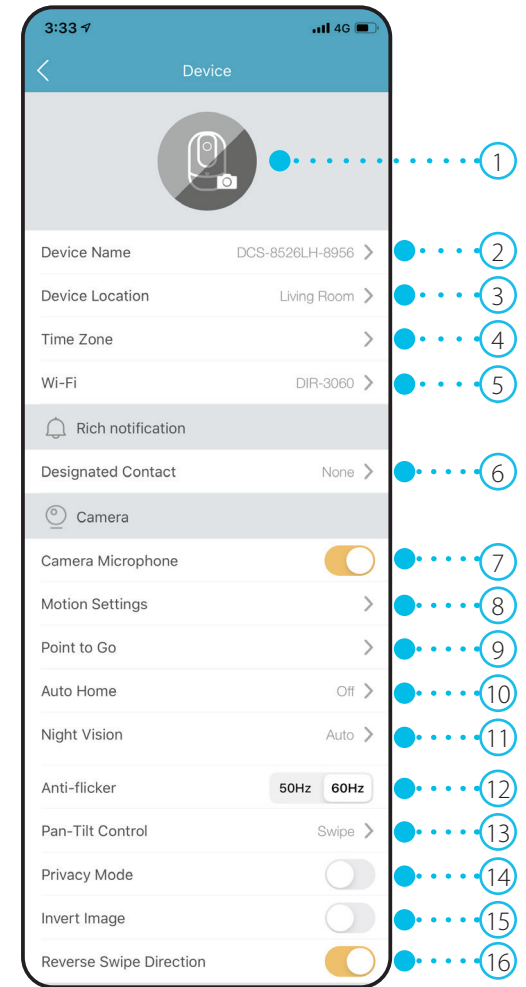 3:33 4G
Device
1
Device Name DCS-8526LH-8956 2
Device Location Living Room 3
Time Zone 4
Wi-Fi DIR-3060 5
Rich notification
Designated Contact None 6
Camera
Camera Microphone 7
Motion Settings 8
Point to Go 9
Auto Home Off 10
Night Vision Auto 11
Anti-flicker 50Hz 60Hz 12
Pan-Tilt Control Swipe 13
Privacy Mode 14
Invert Image 15
Reverse Swipe Direction 16